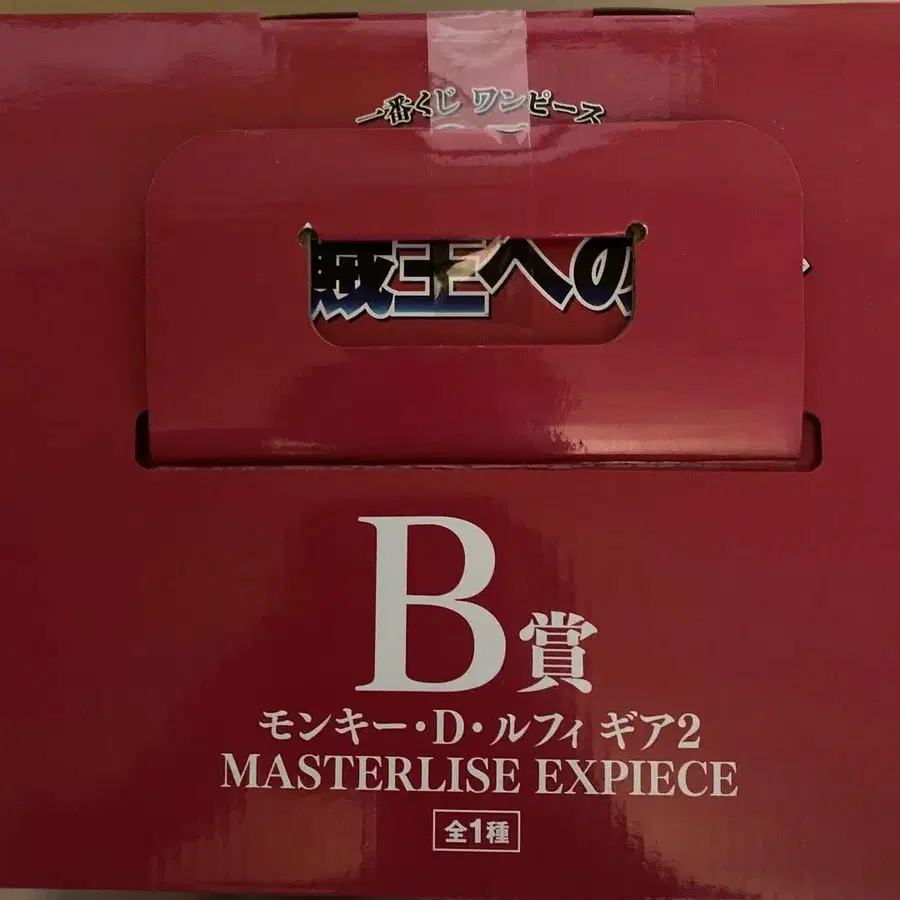 一番くじ ワンピース
賊王への
B賞
モンキー・D・ルフィ ギア2
MASTERLISE EXPIECE
全1種